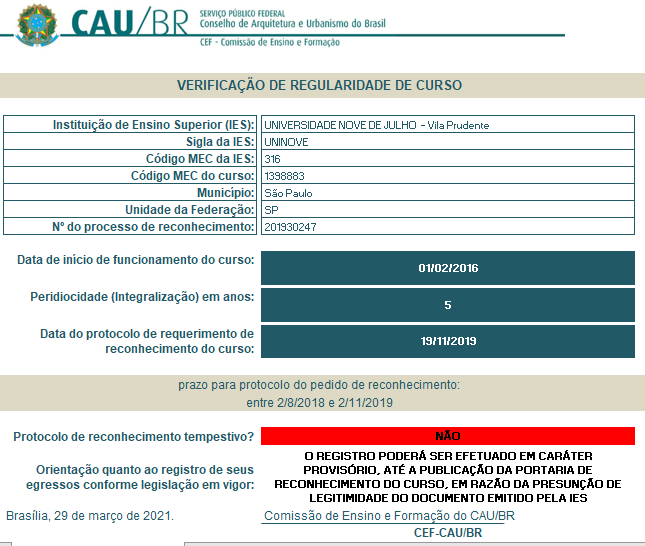 CAU/BR
SERVIÇO PÚBLICO FEDERAL
Conselho de Arquitetura e Urbanismo do Brasil
CEF - Comissão de Ensino e Formação
VERIFICAÇÃO DE REGULARIDADE DE CURSO
Instituição de Ensino Superior (IES): UNIVERSIDADE NOVE DE JULHO - Vila Prudente
Sigla da IES: UNINOVE
Código MEC da IES: 316
Código MEC do curso: 1398883
Município: São Paulo
Unidade da Federação: SP
Nº do processo de reconhecimento: 201930247
Data de início de funcionamento do curso: 01/02/2016
Peridiocidade (Integralização) em anos: 5
Data do protocolo de requerimento de
reconhecimento do curso: 19/11/2019
prazo para protocolo do pedido de reconhecimento:
entre 2/8/2018 e 2/11/2019
Protocolo de reconhecimento tempestivo? NÃO
Orientação quanto ao registro de seus
egressos conforme legislação em vigor:
O REGISTRO PODERÁ SER EFETUADO EM CARÁTER
PROVISÓRIO, ATÉ A PUBLICAÇÃO DA PORTARIA DE
RECONHECIMENTO DO CURSO, EM RAZÃO DA PRESUNÇÃO DE
LEGITIMIDADE DO DOCUMENTO EMITIDO PELA IES
Brasília, 29 de março de 2021. Comissão de Ensino e Formação do CAU/BR
CEF-CAU/BR